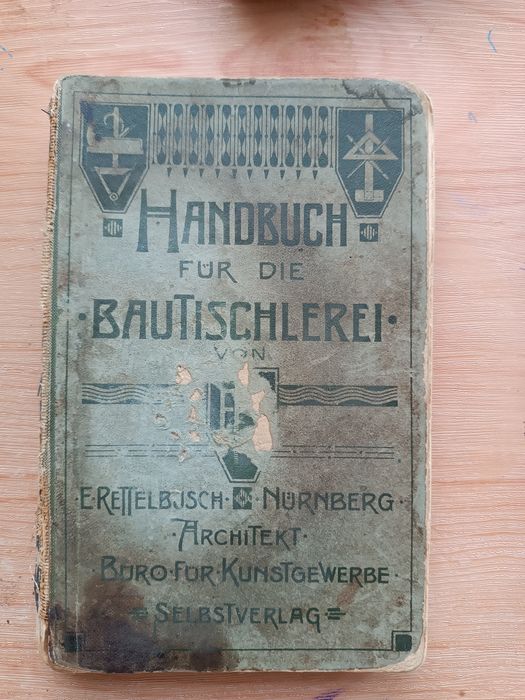 HANDBUCH
FÜR DIE
·BAUTISCHLEREI·
VON
E. RETTELBUSCH · NÜRNBERG·
·ARCHITEKT·
·BÜRO·FÜR·KUNSTGEWERBE·
=SELBSTVERLAG=